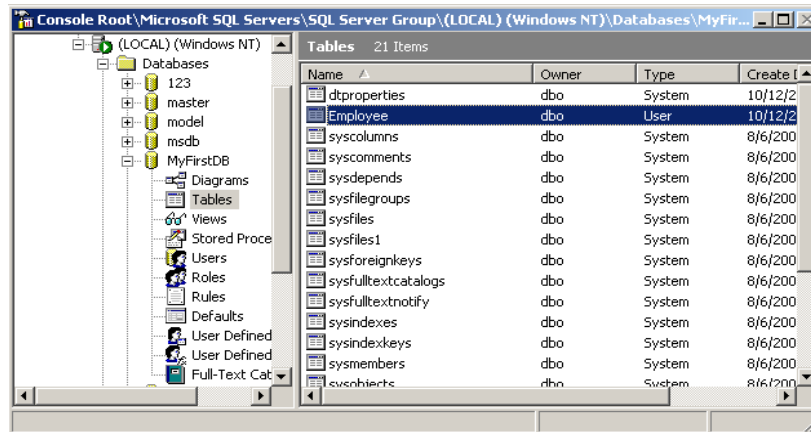 Console Root\Microsoft SQL Servers\SQL Server Group\(LOCAL) (Windows NT)\Databases\MyFir...
(LOCAL) (Windows NT)
Databases
123
master
model
msdb
MyFirstDB
Diagrams
Tables
Views
Stored Proce
Users
Roles
Rules
Defaults
User Defined
User Defined
Full-Text Cat
Tables 21 Items
Name Owner Type Create D
dtproperties dbo System 10/12/2
Employee dbo User 10/12/2
syscolumns dbo System 8/6/200
syscomments dbo System 8/6/200
sysdepends dbo System 8/6/200
sysfilegroups dbo System 8/6/200
sysfiles dbo System 8/6/200
sysfiles1 dbo System 8/6/200
sysforeignkeys dbo System 8/6/200
sysfulltextcatalogs dbo System 8/6/200
sysfulltextnotify dbo System 8/6/200
sysindexes dbo System 8/6/200
sysindexkeys dbo System 8/6/200
sysmembers dbo System 8/6/200
sysobjects dbo System 8/6/200